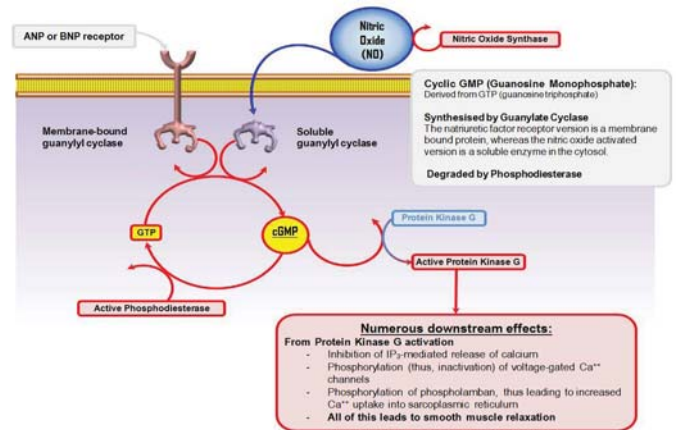 ANP or BNP receptor
Nitric
Oxide
(NO)
Nitric Oxide Synthase
Cyclic GMP (Guanosine Monophosphate):
Derived from GTP (guanosine triphosphate)
Synthesised by Guanylate Cyclase
The natriuretic factor receptor version is a membrane
bound protein, whereas the nitric oxide activated
version is a soluble enzyme in the cytosol.
Degraded by Phosphodiesterase
Membrane-bound
guanylyl cyclase
Soluble
guanylyl cyclase
GTP
cGMP
Protein Kinase G
Active Protein Kinase G
Active Phosphodiesterase
Numerous downstream effects:
From Protein Kinase G activation
- Inhibition of IP₃-mediated release of calcium
- Phosphorylation (thus, inactivation) of voltage-gated Ca⁺⁺
channels
- Phosphorylation of phospholamban, thus leading to increased
Ca⁺⁺ uptake into sarcoplasmic reticulum
- All of this leads to smooth muscle relaxation